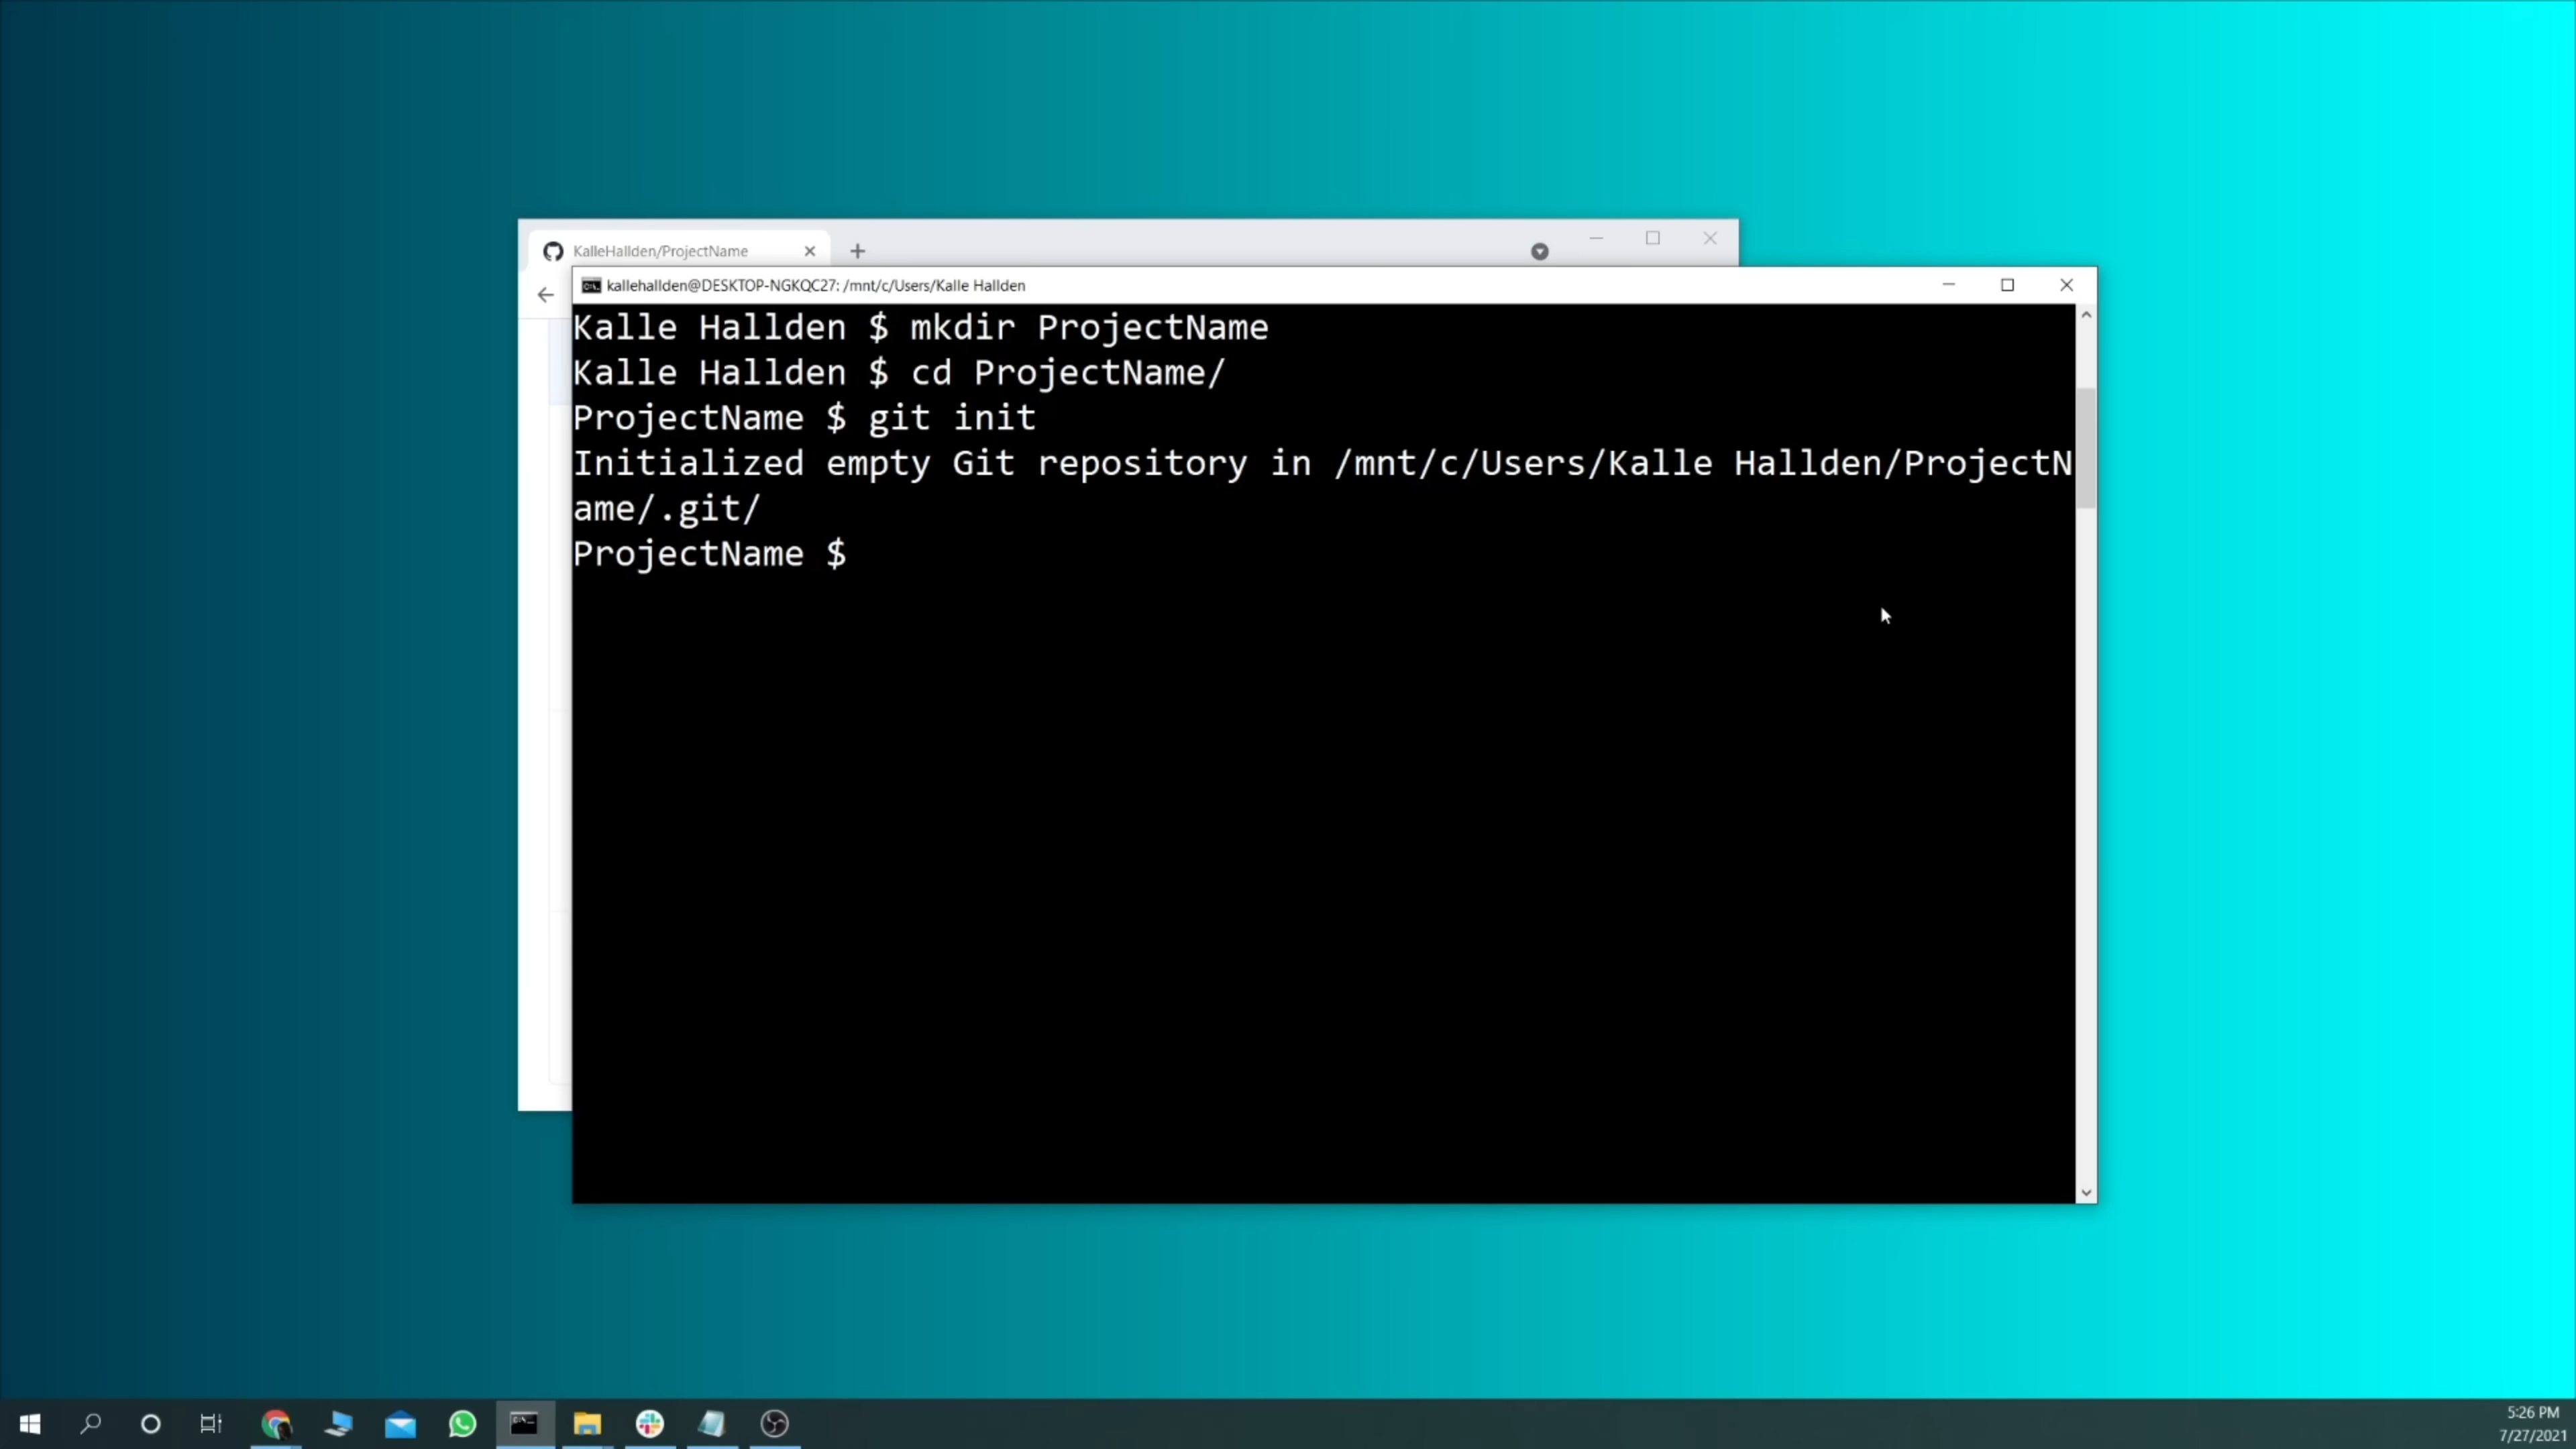 KalleHallden/ProjectName
kallehallden@DESKTOP-NGKQC27: /mnt/c/Users/Kalle Hallden
Kalle Hallden $ mkdir ProjectName
Kalle Hallden $ cd ProjectName/
ProjectName $ git init
Initialized empty Git repository in /mnt/c/Users/Kalle Hallden/ProjectN
ame/.git/
ProjectName $
5:26 PM
7/27/2021